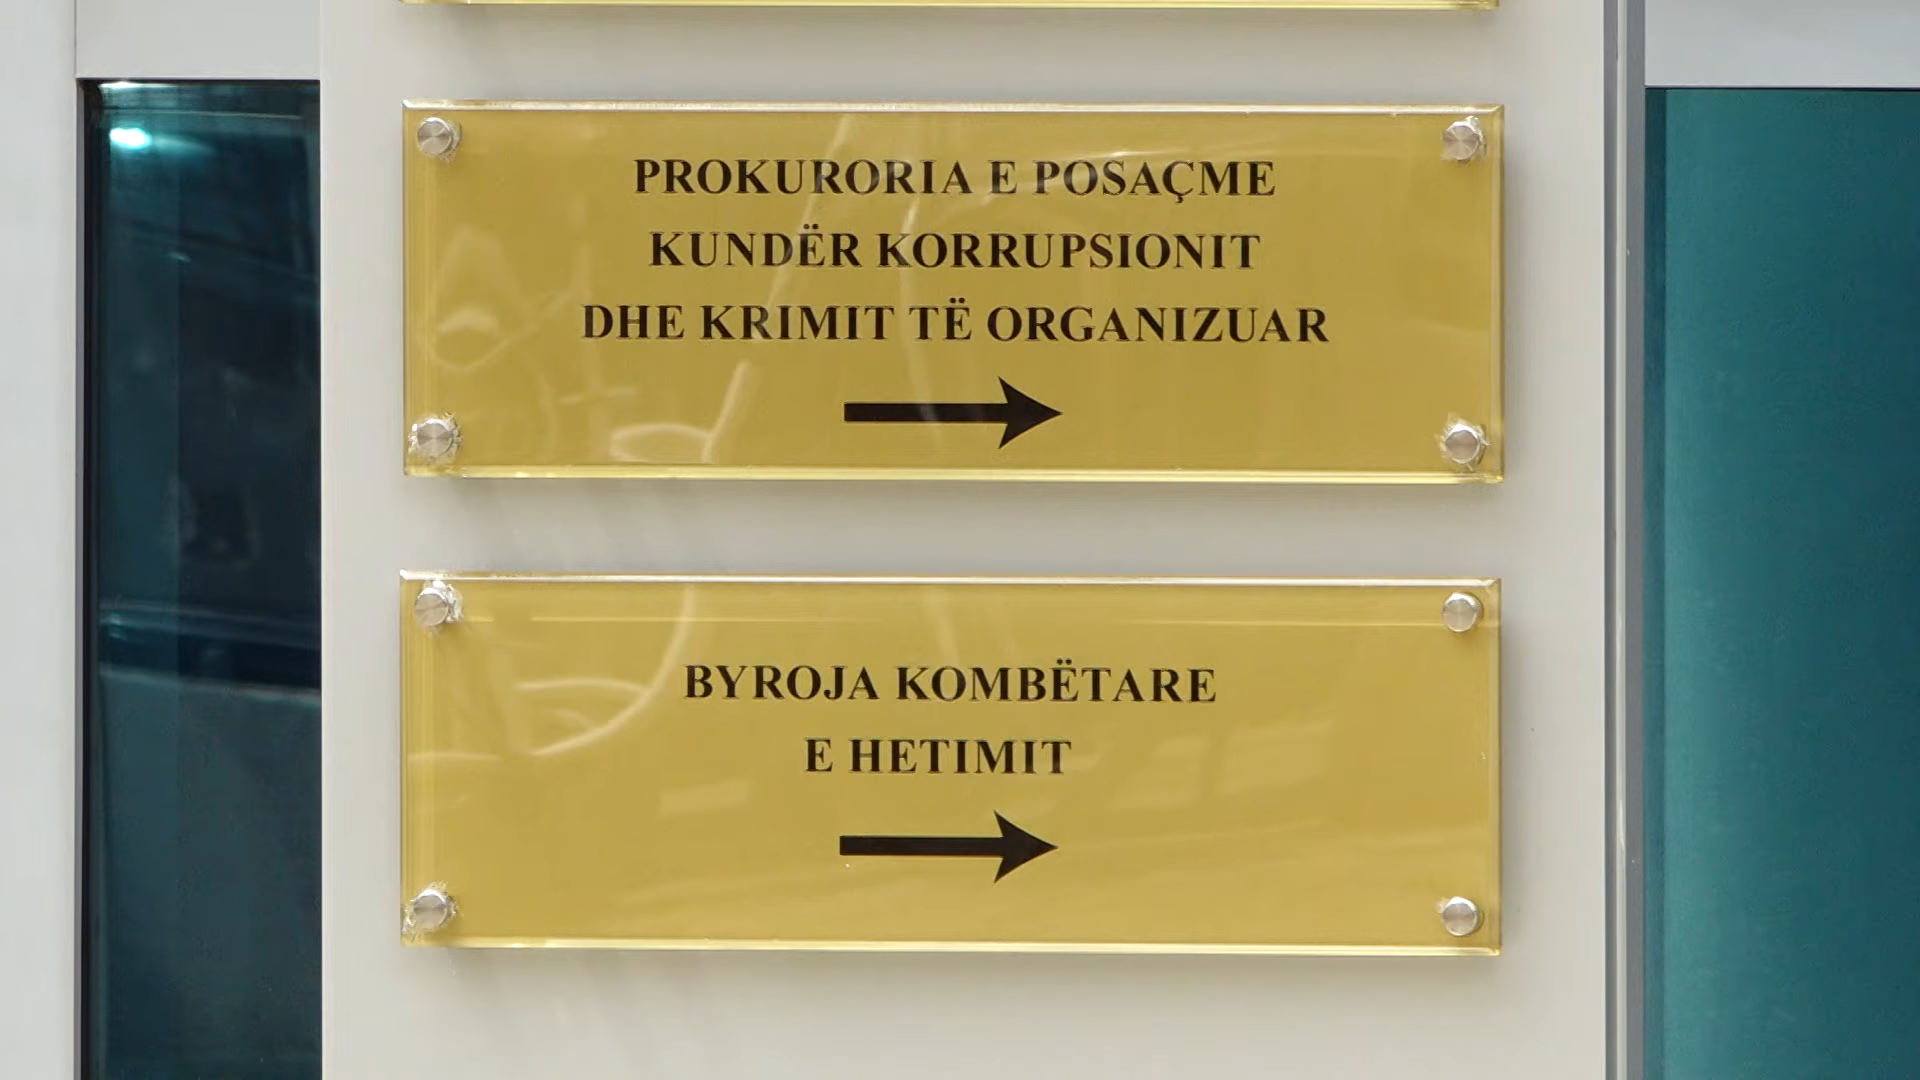 PROKURORIA E POSAÇME
KUNDËR KORRUPSIONIT
DHE KRIMIT TË ORGANIZUAR
BYROJA KOMBËTARE
E HETIMIT